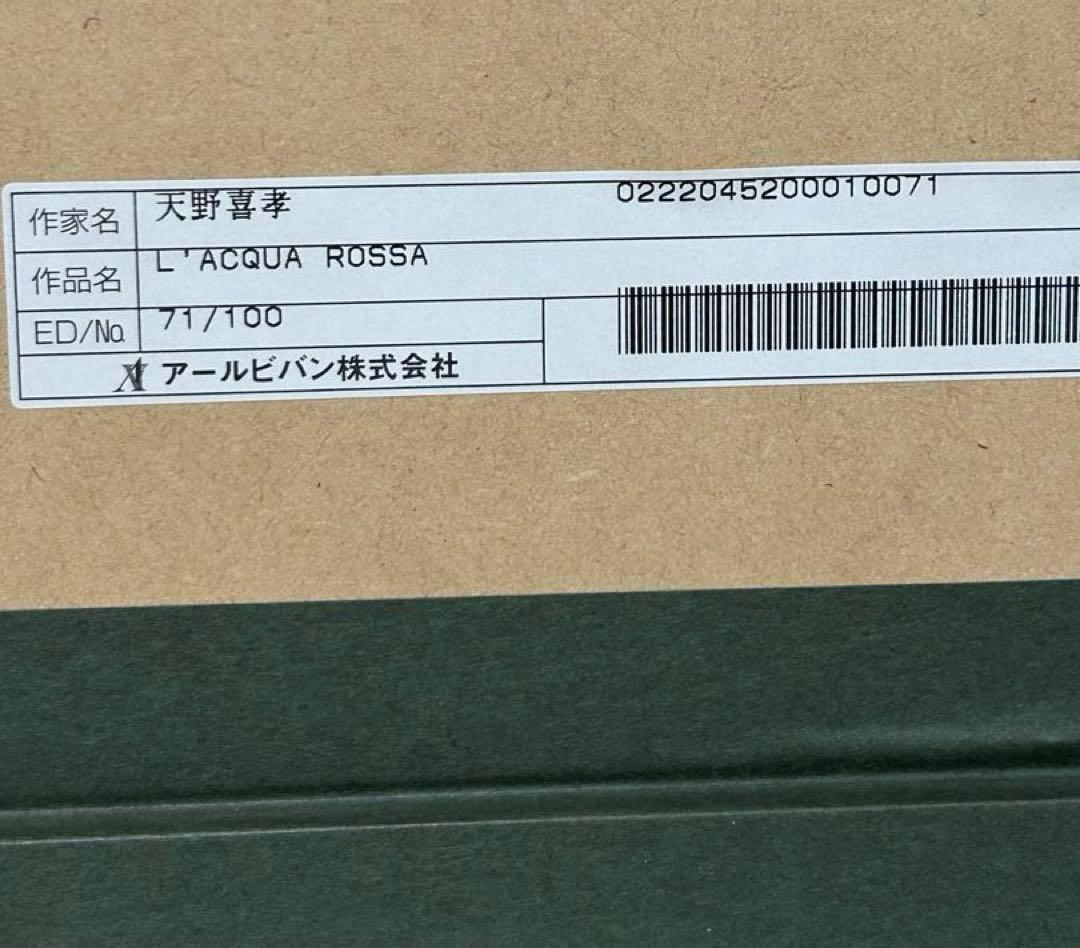 作家名 天野喜孝 0222045200010071
作品名 L'ACQUA ROSSA
ED/No. 71/100
アールビバン株式会社